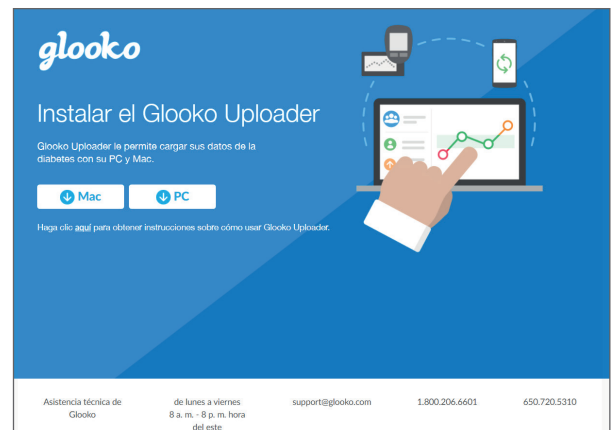 glooko
Instalar el Glooko Uploader
Glooko Uploader le permite cargar sus datos de la
diabetes con su PC y Mac.
Mac
PC
Haga clic aquí para obtener instrucciones sobre cómo usar Glooko Uploader.
Asistencia técnica de
Glooko
de lunes a viernes
8 a. m. - 8 p. m. hora
del este
support@glooko.com
1.800.206.6601
650.720.5310